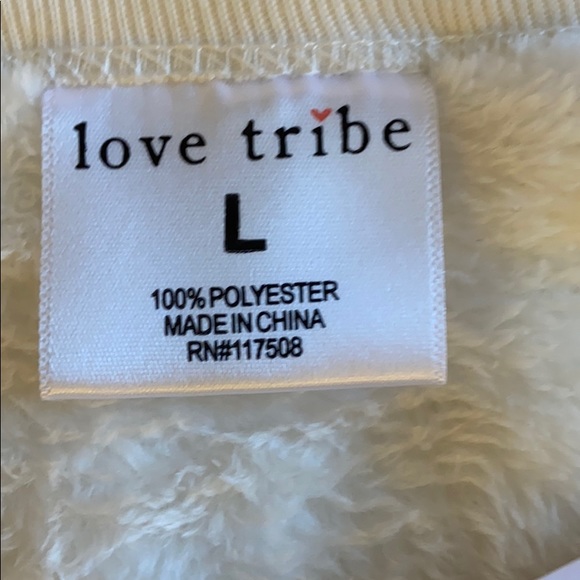 love tribe
L
100% POLYESTER
MADE IN CHINA
RN#117508